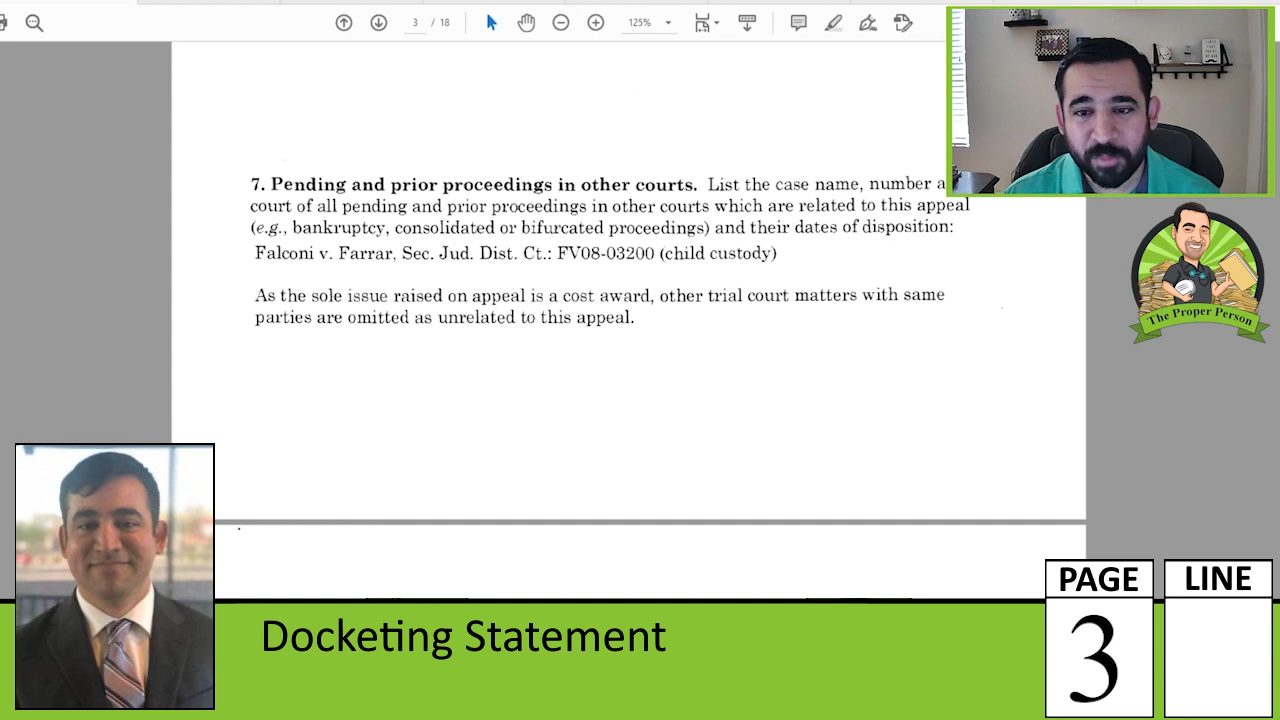 3 / 18
125%
7. Pending and prior proceedings in other courts. List the case name, number a
court of all pending and prior proceedings in other courts which are related to this appeal
(e.g., bankruptcy, consolidated or bifurcated proceedings) and their dates of disposition:
Falconi v. Farrar, Sec. Jud. Dist. Ct.: FV08-03200 (child custody)
As the sole issue raised on appeal is a cost award, other trial court matters with same
parties are omitted as unrelated to this appeal.
The Proper Person
PAGE
LINE
3
Docketing Statement